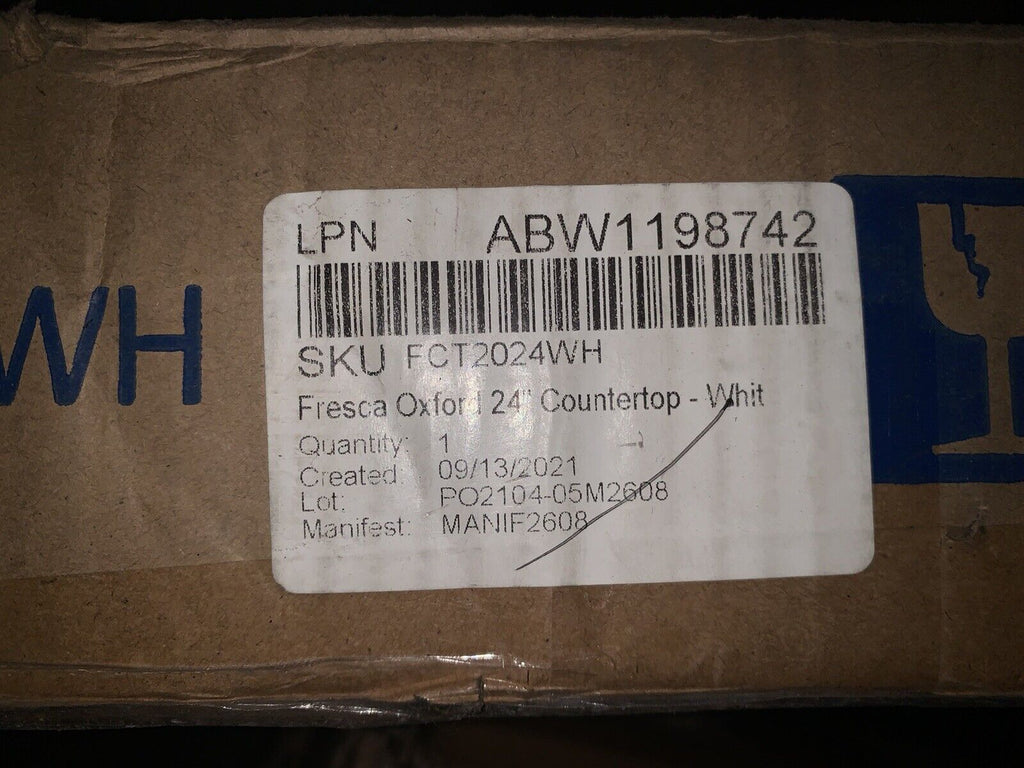 LPN ABW1198742
WH
SKU FCT2024WH
Fresca Oxford 24" Countertop - Whit
Quantity: 1
Created: 09/13/2021
Lot: PO2104-05M2608
Manifest: MANIF2608